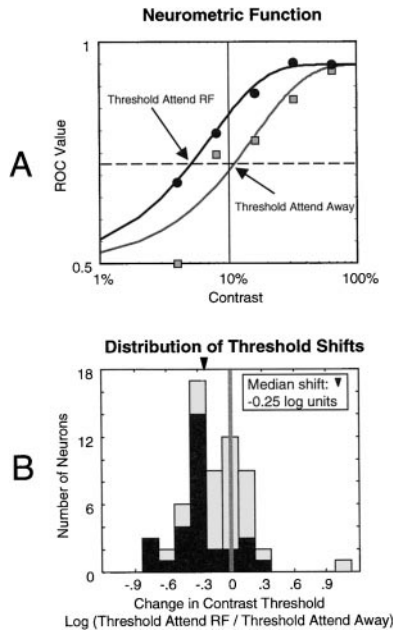 Neurometric Function
A
ROC Value
1
0.5
Threshold Attend RF
Threshold Attend Away
1% 10% 100%
Contrast
B
Distribution of Threshold Shifts
Number of Neurons
18
12
6
0
Median shift:
-0.25 log units
-.9 -.6 -.3 0 .3 .6 .9
Change in Contrast Threshold
Log (Threshold Attend RF / Threshold Attend Away)